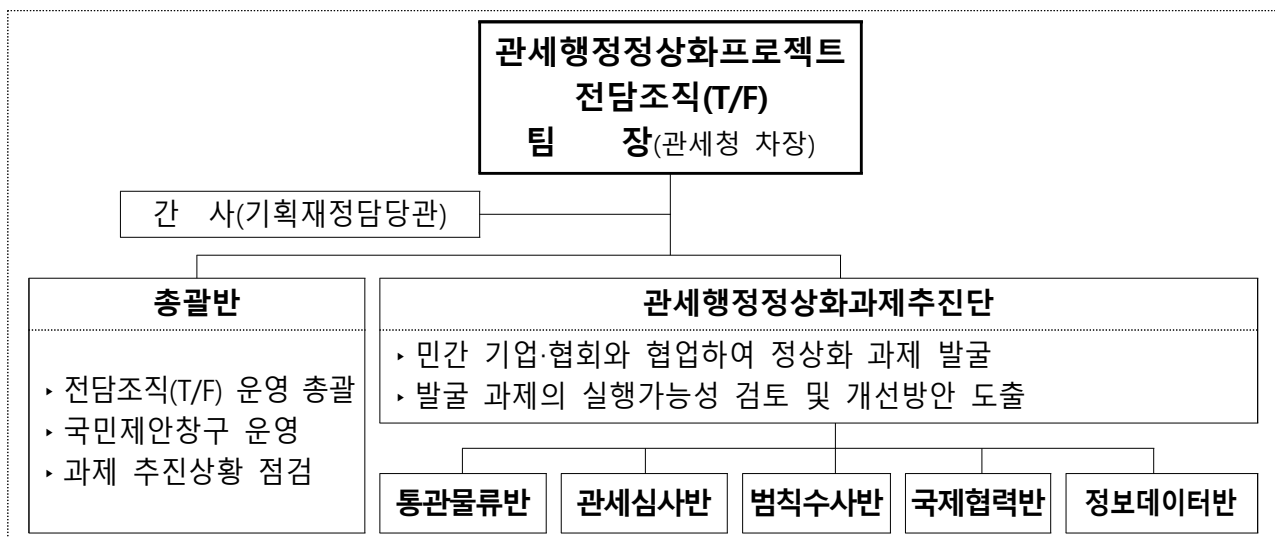 관세행정정상화프로젝트
전담조직(T/F)
팀 장(관세청 차장)
간 사(기획재정담당관)
총괄반
‣ 전담조직(T/F) 운영 총괄
‣ 국민제안창구 운영
‣ 과제 추진상황 점검
관세행정정상화과제추진단
‣ 민간 기업·협회와 협업하여 정상화 과제 발굴
‣ 발굴 과제의 실행가능성 검토 및 개선방안 도출
통관물류반
관세심사반
범칙수사반
국제협력반
정보데이터반